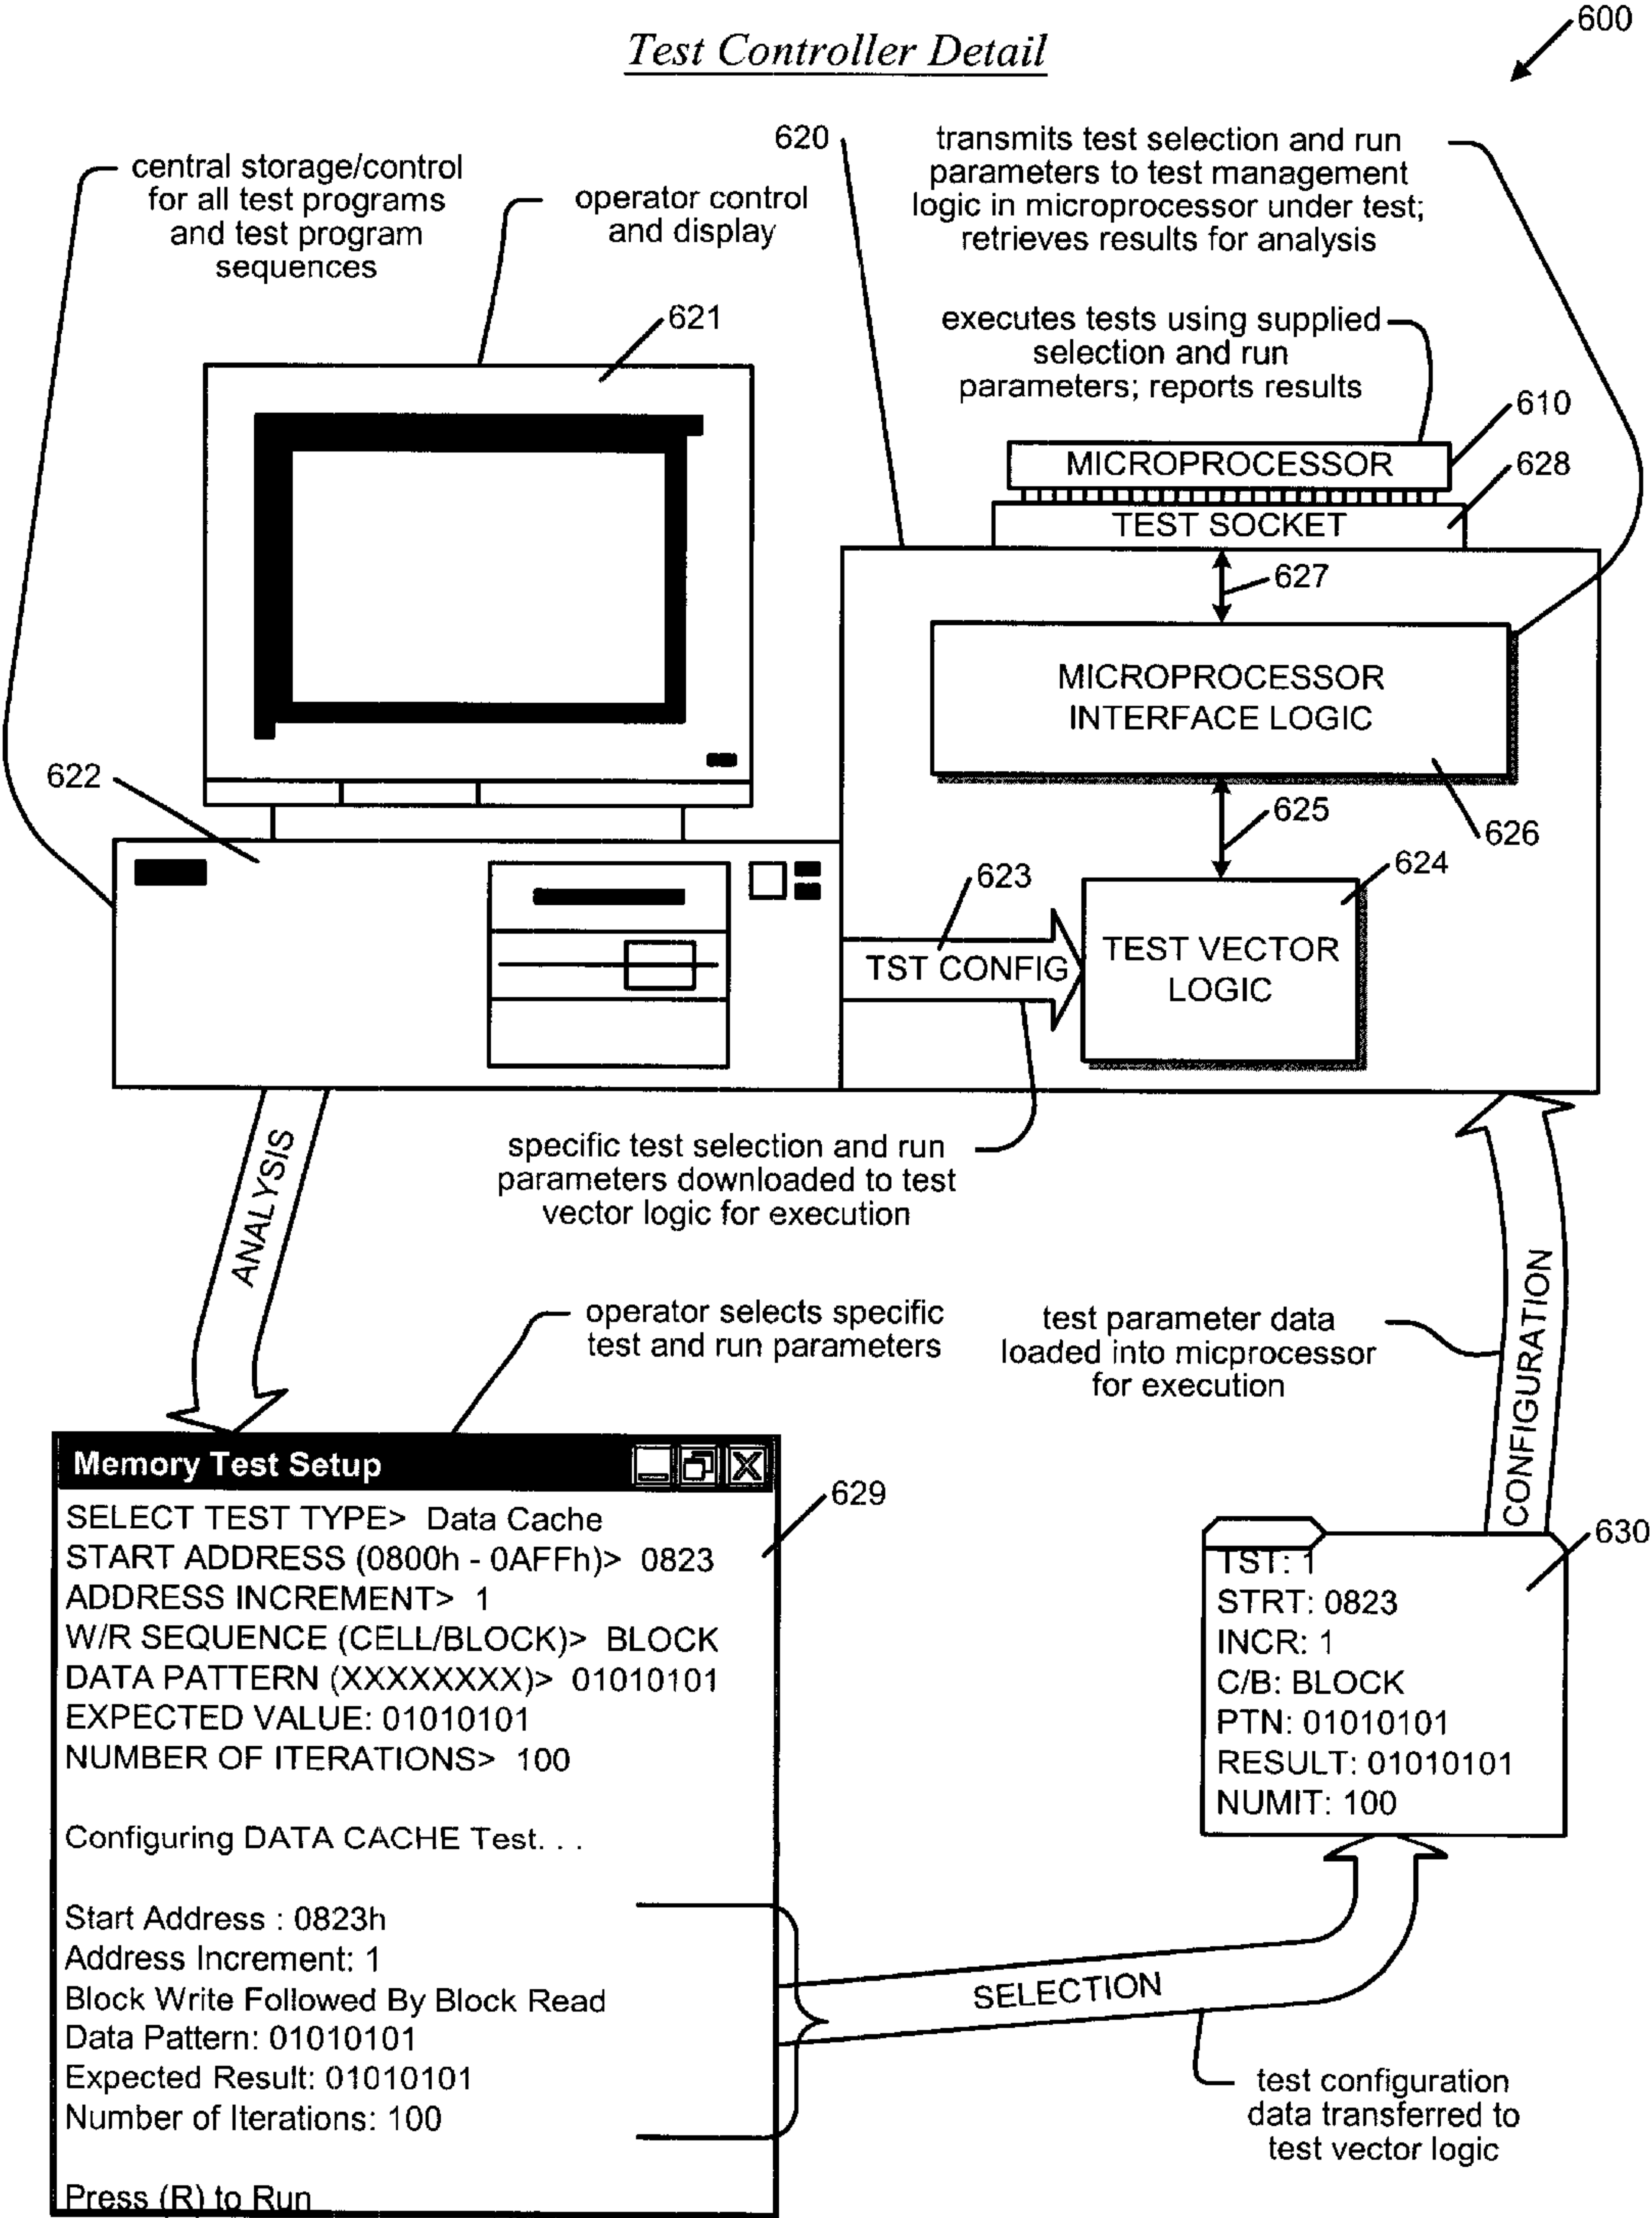 Test Controller Detail
600
central storage/control
for all test programs
and test program
sequences
operator control
and display
620
transmits test selection and run
parameters to test management
logic in microprocessor under test;
retrieves results for analysis
621
executes tests using supplied
selection and run
parameters; reports results
610
MICROPROCESSOR
628
TEST SOCKET
627
MICROPROCESSOR
INTERFACE LOGIC
622
625
626
624
623
TST CONFIG
TEST VECTOR
LOGIC
ANALYSIS
specific test selection and run
parameters downloaded to test
vector logic for execution
operator selects specific
test and run parameters
test parameter data
loaded into micprocessor
for execution
CONFIGURATION
Memory Test Setup
629
SELECT TEST TYPE> Data Cache
START ADDRESS (0800h - 0AFFh)> 0823
ADDRESS INCREMENT> 1
W/R SEQUENCE (CELL/BLOCK)> BLOCK
DATA PATTERN (XXXXXXXX)> 01010101
EXPECTED VALUE: 01010101
NUMBER OF ITERATIONS> 100
Configuring DATA CACHE Test. . .
Start Address : 0823h
Address Increment: 1
Block Write Followed By Block Read
Data Pattern: 01010101
Expected Result: 01010101
Number of Iterations: 100
Press (R) to Run
630
TST: 1
STRT: 0823
INCR: 1
C/B: BLOCK
PTN: 01010101
RESULT: 01010101
NUMIT: 100
SELECTION
test configuration
data transferred to
test vector logic